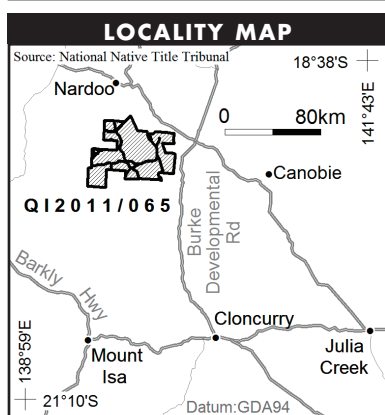 LOCALITY MAP
Source: National Native Title Tribunal
18°38'S
141°43'E
Nardoo
0 80km
Canobie
QI2011/065
Burke
Developmental
Rd
Barkly
Hwy
Cloncurry
Julia
Creek
Mount
Isa
138°59'E
21°10'S
Datum:GDA94